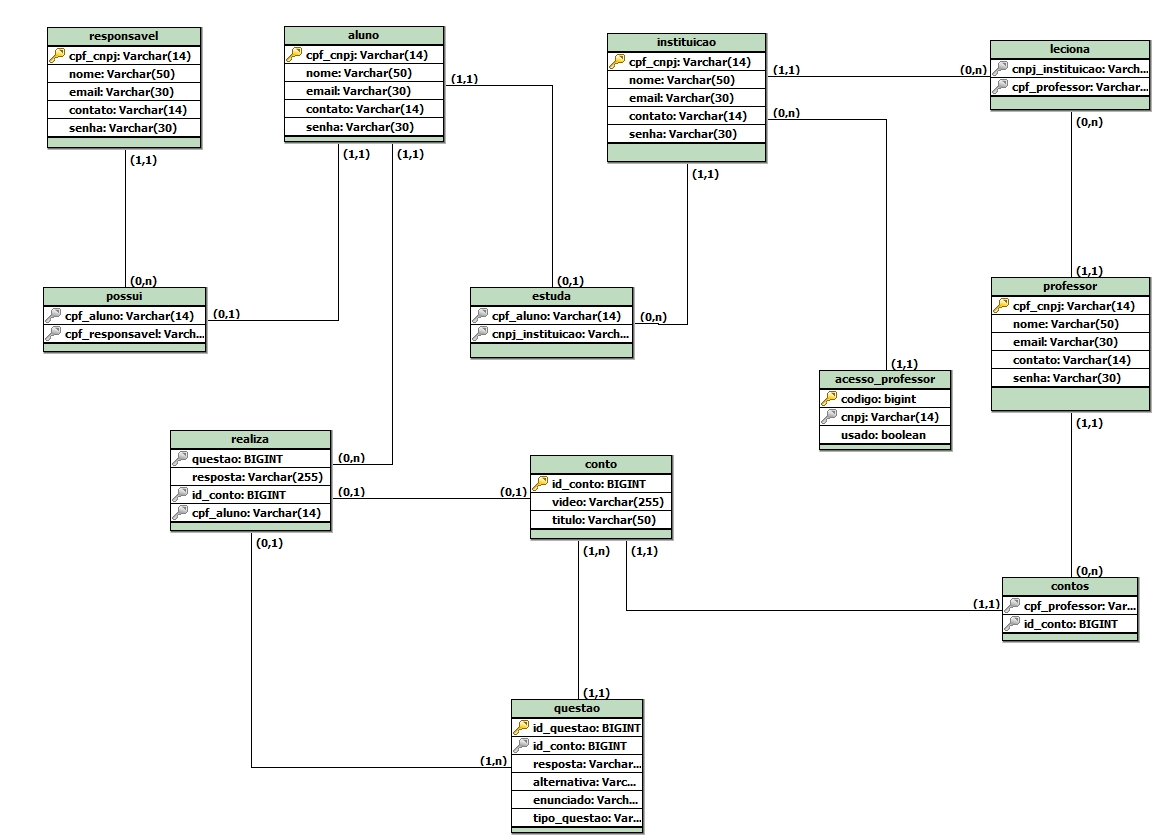 responsavel
cpf_cnpj: Varchar(14)
nome: Varchar(50)
email: Varchar(30)
contato: Varchar(14)
senha: Varchar(30)
(1,1)
aluno
cpf_cnpj: Varchar(14)
nome: Varchar(50)
email: Varchar(30)
contato: Varchar(14)
senha: Varchar(30)
(1,1)
(1,1)
(1,1)
instituicao
cpf_cnpj: Varchar(14)
nome: Varchar(50)
email: Varchar(30)
contato: Varchar(14)
senha: Varchar(30)
(1,1)
(0,n)
(1,1)
(0,n)
leciona
cnpj_instituicao: Varch...
cpf_professor: Varchar...
(0,n)
(0,n)
possui
cpf_aluno: Varchar(14)
cpf_responsavel: Varch...
(0,1)
(0,1)
estuda
cpf_aluno: Varchar(14)
cnpj_instituicao: Varch...
(0,n)
(1,1)
professor
cpf_cnpj: Varchar(14)
nome: Varchar(50)
email: Varchar(30)
contato: Varchar(14)
senha: Varchar(30)
(1,1)
(1,1)
acesso_professor
codigo: bigint
cnpj: Varchar(14)
usado: boolean
realiza
questao: BIGINT
resposta: Varchar(255)
id_conto: BIGINT
cpf_aluno: Varchar(14)
(0,n)
(0,1)
(0,1)
(0,1)
conto
id_conto: BIGINT
video: Varchar(255)
titulo: Varchar(50)
(1,n)
(1,1)
(0,n)
(1,1)
contos
cpf_professor: Var...
id_conto: BIGINT
(1,1)
(1,n)
questao
id_questao: BIGINT
id_conto: BIGINT
resposta: Varchar...
alternativa: Varc...
enunciado: Varch...
tipo_questao: Var...